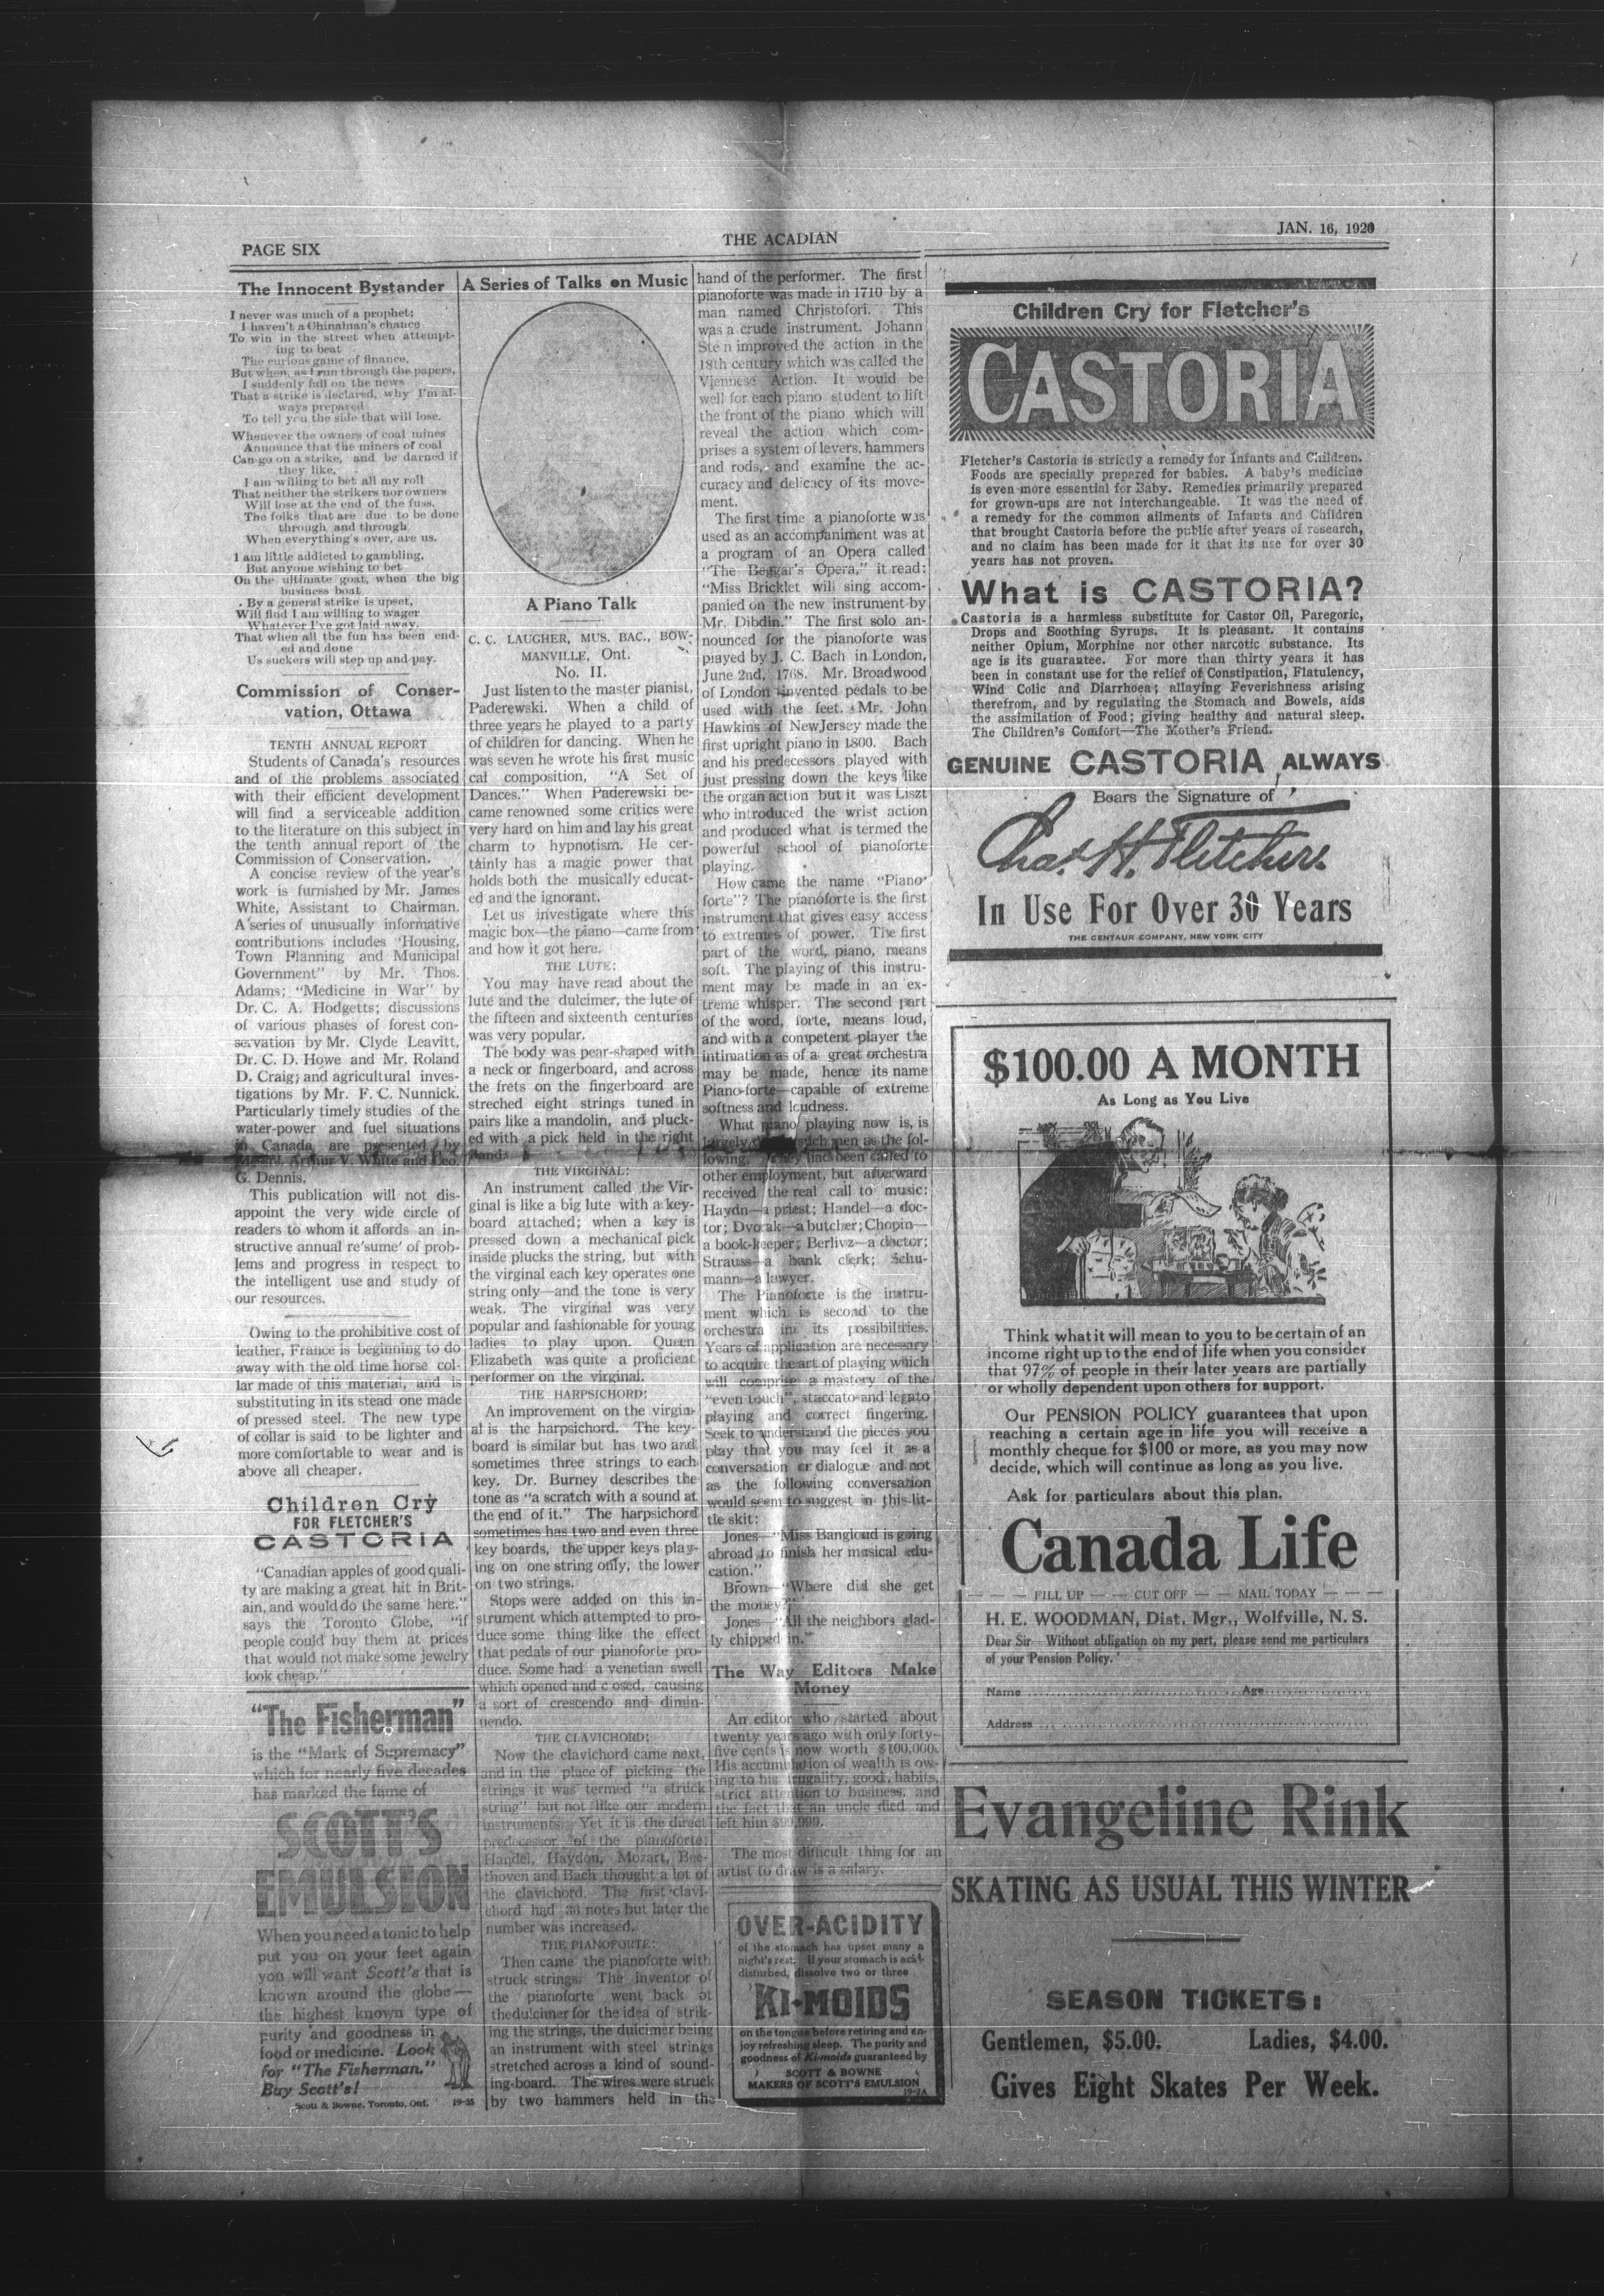 PAGE SIX
THE ACADIAN
JAN. 16, 1920
The Innocent Bystander
I never was much of a prophet;
I haven't a Chinaman's chance
To win in the street when attempt-
ing to beat
The curious game of finance.
But when, as I run through the papers,
I suddenly full on the news
That a strike is declared, why I'm al-
ways prepared
To tell you the side that will lose.
Whenever the owners of coal mines
Announce that the miners of coal
Can go on a strike, and be darned if
they like,
I am willing to bet all my roll
That neither the strikers nor owners
Will lose at the end of the fuss.
The folks that are due to be done
through and through
When everything's over, are us.
I am little addicted to gambling,
But anyone wishing to bet
On the ultimate goat, when the big
business boat
By a general strike is upset,
Will find I am willing to wager
Whatever I've got laid away.
That when all the fun has been end-
ed and done
Us suckers will step up and pay.
Commission of Conser-
vation, Ottawa
TENTH ANNUAL REPORT
Students of Canada's resources
and of the problems associated
with their efficient development
will find a serviceable addition
to the literature on this subject in
the tenth annual report of the
Commission of Conservation.
A concise review of the year's
work is furnished by Mr. James
White, Assistant to Chairman.
A series of unusually informative
contributions includes "Housing,
Town Planning and Municipal
Government" by Mr. Thos.
Adams; "Medicine in War" by
Dr. C. A. Hodgetts; discussions
of various phases of forest con-
servation by Mr. Clyde Leavitt,
Dr. C. D. Howe and Mr. Roland
D. Craig; and agricultural inves-
tigations by Mr. F. C. Nunnick.
Particularly timely studies of the
water-power and fuel situations
in Canada are presented by
Arthur V. White and Leo.
G. Dennis.
This publication will not dis-
appoint the very wide circle of
readers to whom it affords an in-
structive annual re'sume' of prob-
lems and progress in respect to
the intelligent use and study of
our resources.
Owing to the prohibitive cost of
leather, France is beginning to do
away with the old time horse col-
lar made of this material, and is
substituting in its stead one made
of pressed steel. The new type
of collar is said to be lighter and
more comfortable to wear and is
above all cheaper.
Children Cry
FOR FLETCHER'S
CASTORIA
"Canadian apples of good quali-
ty are making a great hit in Brit-
ain, and would do the same here."
says the Toronto Globe, "if
people could buy them at prices
that would not make some jewelry
look cheap."
"The Fisherman"
is the "Mark of Supremacy"
which for nearly five decades
has marked the fame of
SCOTT'S
EMULSION
When you need a tonic to help
put you on your feet again
you will want Scott's that is
known around the globe—
the highest known type of
purity and goodness in
food or medicine. Look
for "The Fisherman."
Buy Scott's!
Scott & Bowne, Toronto, Ont. 19-35
A Series of Talks on Music
A Piano Talk
C. C. LAUGHER, MUS. BAC., BOW-
MANVILLE, Ont.
No. II.
Just listen to the master pianist,
Paderewski. When a child of
three years he played to a party
of children for dancing. When he
was seven he wrote his first music
cal composition, "A Set of
Dances." When Paderewski be-
came renowned some critics were
very hard on him and lay his great
charm to hypnotism. He cer-
tainly has a magic power that
holds both the musically educat-
ed and the ignorant.
Let us investigate where this
magic box—the piano—came from
and how it got here.
THE LUTE:
You may have read about the
lute and the dulcimer, the lute of
the fifteen and sixteenth centuries
was very popular.
The body was pear-shaped with
a neck or fingerboard, and across
the frets on the fingerboard are
streched eight strings tuned in
pairs like a mandolin, and pluck-
ed with a pick held in the right
hand.
THE VIRGINAL:
An instrument called the Vir-
ginal is like a big lute with a key-
board attached; when a key is
pressed down a mechanical pick
inside plucks the string, but with
the virginal each key operates one
string only—and the tone is very
weak. The virginal was very
popular and fashionable for young
ladies to play upon. Queen
Elizabeth was quite a proficient
performer on the virginal.
THE HARPSICHORD:
An improvement on the virgin-
al is the harpsichord. The key-
board is similar but has two and
sometimes three strings to each
key. Dr. Burney describes the
tone as "a scratch with a sound at
the end of it." The harpsichord
sometimes has two and even three
key boards, the upper keys play-
ing on one string only, the lower
on two strings.
Stops were added on this in-
strument which attempted to pro-
duce some thing like the effect
that pedals of our pianoforte pro-
duce. Some had a venetian swell
which opened and c osed, causing
a sort of crescendo and dimin-
uendo.
THE CLAVICHORD:
Now the clavichord came next,
and in the place of picking the
strings it was termed "a struck
string" but not like our modern
instruments. Yet it is the direct
predecessor of the pianoforte;
Handel, Haydon, Mozart, Bee-
thoven and Bach thought a lot of
the clavichord. The first clavi-
chord had 36 notes but later the
number was increased.
THE PIANOFORTE:
Then came the pianoforte with
struck strings. The inventor of
the pianoforte went back ot
thedulcimer for the idea of strik-
ing the strings, the dulcimer being
an instrument with steel strings
stretched across a kind of sound-
ing-board. The wires were struck
by two hammers held in the
hand of the performer. The first
pianoforte was made in 1710 by a
man named Christofori. This
was a crude instrument. Johann
Ste n improved the action in the
18th century which was called the
Viennese Action. It would be
well for each piano student to lift
the front of the piano which will
reveal the action which com-
prises a system of levers, hammers
and rods, and examine the ac-
curacy and delicacy of its move-
ment.
The first time a pianoforte was
used as an accompaniment was at
a program of an Opera called
"The Beggar's Opera," it read:
"Miss Bricklet will sing accom-
panied on the new instrument by
Mr. Dibdin." The first solo an-
nounced for the pianoforte was
played by J. C. Bach in London,
June 2nd, 1768. Mr. Broadwood
of London invented pedals to be
used with the feet. Mr. John
Hawkins of NewJersey made the
first upright piano in 1800. Bach
and his predecessors played with
just pressing down the keys like
the organ action but it was Liszt
who introduced the wrist action
and produced what is termed the
powerful school of pianoforte
playing.
How came the name "Piano
forte"? The pianoforte is the first
instrument that gives easy access
to extremes of power. The first
part of the word, piano, means
soft. The playing of this instru-
ment may be made in an ex-
treme whisper. The second part
of the word, forte, means loud,
and with a competent player the
intimation as of a great orchestra
may be made, hence its name
Piano-forte—capable of extreme
softness and loudness.
What piano playing now is, is
largely such men as the fol-
lowing. They had been called to
other employment, but afterward
received the real call to music:
Haydn—a priest; Handel—a doc-
tor; Dvorak—a butcher; Chopin—
a book-keeper; Berlivz—a doctor;
Strauss—a bank clerk; Schu-
mann—a lawyer.
The Pianoforte is the instru-
ment which is second to the
orchestra in its possibilities.
Years of application are necessary
to acquire the art of playing which
will comprise a mastery of the
"even touch", staccato and legato
playing and correct fingering.
Seek to understand the pieces you
play that you may feel it as a
conversation or dialogue and not
as the following conversation
would seem to suggest in this lit-
tle skit:
Jones—"Miss Bangloud is going
abroad to finish her musical edu-
cation."
Brown—"Where did she get
the money?"
Jones—"All the neighbors glad-
ly chipped in."
The Way Editors Make
Money
An editor who started about
twenty years ago with only forty-
five cents is now worth $100,000.
His accumulation of wealth is ow-
ing to his frugality, good habits,
strict attention to business, and
the fact that an uncle died and
left him $99,999.
The most difficult thing for an
artist to draw is a salary.
OVER-ACIDITY
of the stomach has upset many a
night's rest. If your stomach is acid-
disturbed, dissolve two or three
KI-MOIDS
on the tongue before retiring and en-
joy refreshing sleep. The purity and
goodness of Ki-moids guaranteed by
SCOTT & BOWNE
MAKERS OF SCOTT'S EMULSION
19-2A
Children Cry for Fletcher's
CASTORIA
Fletcher's Castoria is strictly a remedy for Infants and Children.
Foods are specially prepared for babies. A baby's medicine
is even more essential for Baby. Remedies primarily prepared
for grown-ups are not interchangeable. It was the need of
a remedy for the common ailments of Infants and Children
that brought Castoria before the public after years of research,
and no claim has been made for it that its use for over 30
years has not proven.
What is CASTORIA?
Castoria is a harmless substitute for Castor Oil, Paregoric,
Drops and Soothing Syrups. It is pleasant. It contains
neither Opium, Morphine nor other narcotic substance. Its
age is its guarantee. For more than thirty years it has
been in constant use for the relief of Constipation, Flatulency,
Wind Colic and Diarrhoea; allaying Feverishness arising
therefrom, and by regulating the Stomach and Bowels, aids
the assimilation of Food; giving healthy and natural sleep.
The Children's Comfort—The Mother's Friend.
GENUINE CASTORIA ALWAYS
Bears the Signature of
Chas. H. Fletcher.
In Use For Over 30 Years
THE CENTAUR COMPANY, NEW YORK CITY
$100.00 A MONTH
As Long as You Live
Think what it will mean to you to be certain of an
income right up to the end of life when you consider
that 97% of people in their later years are partially
or wholly dependent upon others for support.
Our PENSION POLICY guarantees that upon
reaching a certain age in life you will receive a
monthly cheque for $100 or more, as you may now
decide, which will continue as long as you live.
Ask for particulars about this plan.
Canada Life
— — — FILL UP — — CUT OFF — — MAIL TODAY — — —
H. E. WOODMAN, Dist. Mgr., Wolfville, N. S.
Dear Sir—Without obligation on my part, please send me particulars
of your Pension Policy.
Name .......... Age..........
Address ..........
Evangeline Rink
SKATING AS USUAL THIS WINTER
SEASON TICKETS:
Gentlemen, $5.00. Ladies, $4.00.
Gives Eight Skates Per Week.